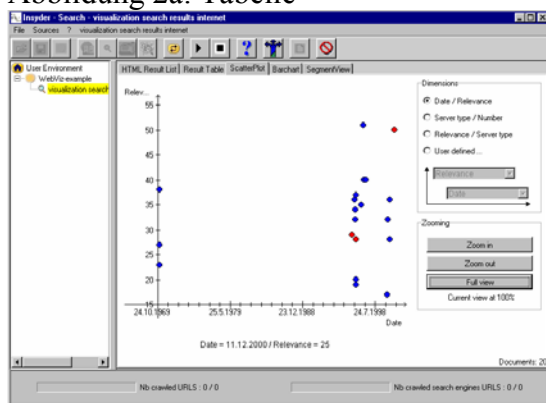 Abbildung 2a: Tabelle
Insyder - Search - visualization search results internet
File Sources ? visualization search results internet
User Environment
WebViz-example
visualization search
HTML Result List Result Table ScatterPlot Barchart SegmentView
Relev...
55
50
45
40
35
30
25
20
15
24.10.1969 25.5.1979 23.12.1988 24.7.1998
Date
Date = 11.12.2000 / Relevance = 25
Dimensions
Date / Relevance
Server type / Number
Relevance / Server type
User defined...
Relevance
Date
Zooming
Zoom in
Zoom out
Full view
Current view at 100%
Documents: 20
Nb crawled URLS : 0 / 0
Nb crawled search engines URLS : 0 / 0